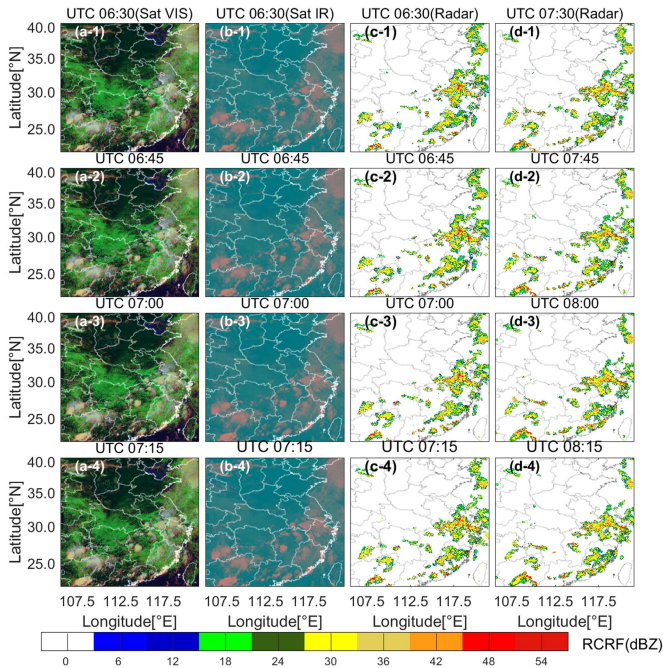 UTC 06:30(Sat VIS) UTC 06:30(Sat IR) UTC 06:30(Radar) UTC 07:30(Radar)
40.0 (a-1) (b-1) (c-1) (d-1)
35.0
Latitude[°N]
30.0
25.0
UTC 06:45 UTC 06:45 UTC 06:45 UTC 07:45
40.0 (a-2) (b-2) (c-2) (d-2)
35.0
Latitude[°N]
30.0
25.0
UTC 07:00 UTC 07:00 UTC 07:00 UTC 08:00
40.0 (a-3) (b-3) (c-3) (d-3)
35.0
Latitude[°N]
30.0
25.0
UTC 07:15 UTC 07:15 UTC 07:15 UTC 08:15
40.0 (a-4) (b-4) (c-4) (d-4)
35.0
Latitude[°N]
30.0
25.0
107.5 112.5 117.5 107.5 112.5 117.5 107.5 112.5 117.5 107.5 112.5 117.5
Longitude[°E] Longitude[°E] Longitude[°E] Longitude[°E]
RCRF(dBZ)
0 6 12 18 24 30 36 42 48 54